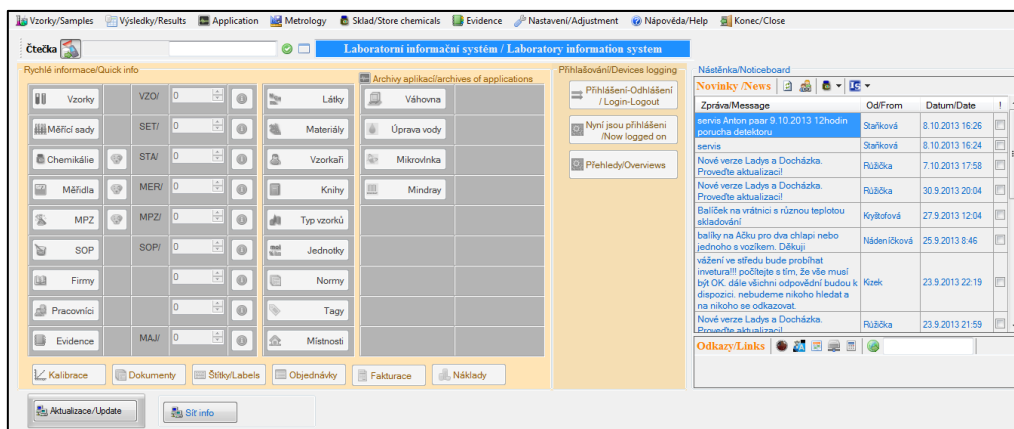 Vzorky/Samples Výsledky/Results Application Metrology Sklad/Store chemicals Evidence Nastavení/Adjustment Nápověda/Help Konec/Close
Čtečka Laboratorní informační systém / Laboratory information system
Rychlé informace/Quick info
Archivy aplikací/archives of applications
Vzorky VZO/ 0 Látky Váhovna
Měřící sady SET/ 0 Materiály Úprava vody
Chemikálie STA/ 0 Vzorkaři Mikrovlnka
Měřidla MER/ 0 Knihy Mindray
MPZ MPZ/ 0 Typ vzorků
SOP SOP/ 0 Jednotky
Firmy 0 Normy
Pracovníci 0 Tagy
Evidence MAJ/ 0 Místnosti
Kalibrace Dokumenty Štítky/Labels Objednávky Fakturace Náklady
Aktualizace/Update Síť info
Přihlašování/Devices logging
Přihlášení-Odhlášení
/ Login-Logout
Nyní jsou přihlášeni
/Now logged on
Přehledy/Overviews
Nástěnka/Noticeboard
Novinky /News
Zpráva/Message Od/From Datum/Date !
servis Anton paar 9.10.2013 12hodin
porucha detektoru
Staňková 8.10.2013 16:26
servis Staňková 8.10.2013 16:24
Nové verze Ladys a Docházka.
Proveďte aktualizaci!
Růžička 7.10.2013 17:58
Nové verze Ladys a Docházka.
Proveďte aktualizaci!
Růžička 30.9.2013 20:04
Balíček na vrátnici s různou teplotou
skladování
Kryštofová 27.9.2013 12:04
balíky na Ačku pro dva chlapi nebo
jednoho s vozíkem. Děkuji
Nádeníčková 25.9.2013 8:46
vážení ve středu bude probíhat
invetura!!! počítejte s tím, že vše musí
být OK. dále všichni odpovědní budou k
dispozici. nebudeme nikoho hledat a
na nikoho se odkazovat.
Kizek 23.9.2013 22:19
Nové verze Ladys a Docházka.
Proveďte aktualizaci!
Růžička 23.9.2013 21:59
Odkazy/Links